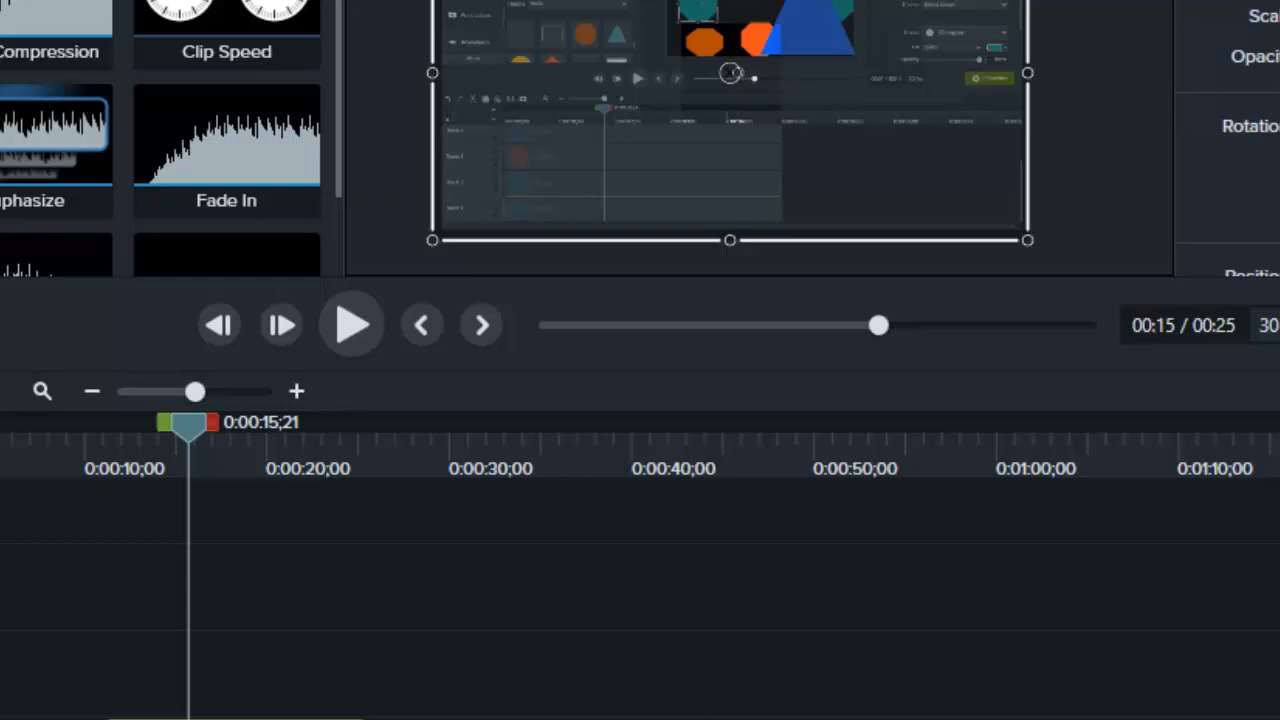 Compression
Clip Speed
phasize
Fade In
Sca
Opaci
Rotatio
Positio
00:15 / 00:25
30
0:00:15;21
0:00:10;00
0:00:20;00
0:00:30;00
0:00:40;00
0:00:50;00
0:01:00;00
0:01:10;00